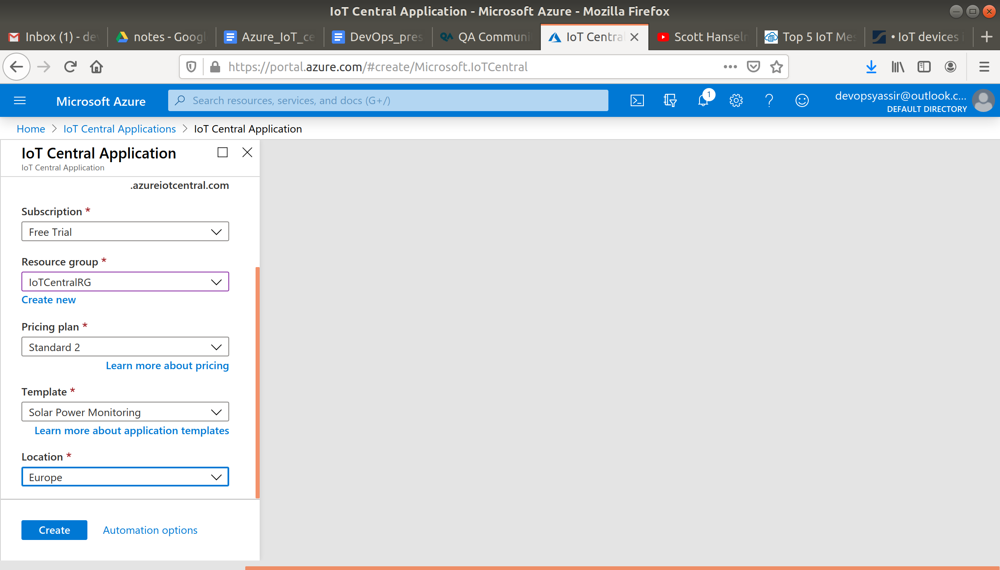 IoT Central Application - Microsoft Azure - Mozilla Firefox
Inbox (1) - dev
notes - Googl
Azure_IoT_ce
DevOps_pres
QA Communi
IoT Central
Scott Hanselm
Top 5 IoT Mes
• IoT devices i
https://portal.azure.com/#create/Microsoft.IoTCentral
Microsoft Azure
Search resources, services, and docs (G+/)
1
devopsyassir@outlook.c...
DEFAULT DIRECTORY
Home > IoT Central Applications > IoT Central Application
IoT Central Application
IoT Central Application
.azureiotcentral.com
Subscription *
Free Trial
Resource group *
IoTCentralRG
Create new
Pricing plan *
Standard 2
Learn more about pricing
Template *
Solar Power Monitoring
Learn more about application templates
Location *
Europe
Create
Automation options